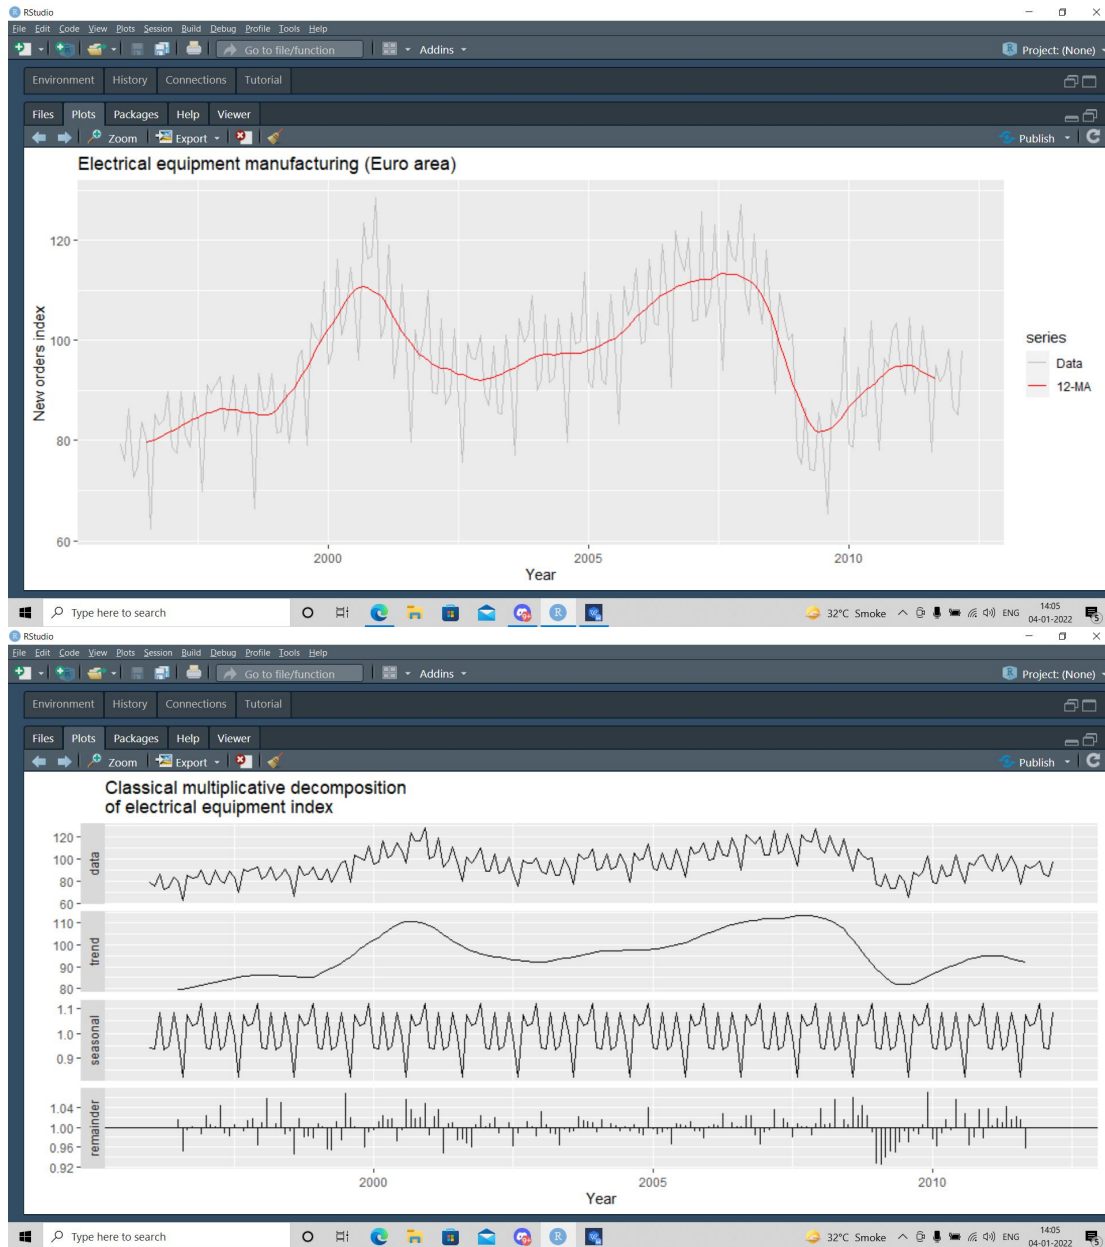 RStudio
File Edit Code View Plots Session Build Debug Profile Tools Help
Go to file/function Addins Project: (None)
Environment History Connections Tutorial
Files Plots Packages Help Viewer
Zoom Export Publish
Electrical equipment manufacturing (Euro area)
120
100
80
60
New orders index
2000 2005 2010
Year
series
Data
12-MA
Type here to search 32°C Smoke ENG 14:05
04-01-2022
5
RStudio
File Edit Code View Plots Session Build Debug Profile Tools Help
Go to file/function Addins Project: (None)
Environment History Connections Tutorial
Files Plots Packages Help Viewer
Zoom Export Publish
Classical multiplicative decomposition
of electrical equipment index
120
100
80
60
data
110
100
90
80
trend
1.1
1.0
0.9
seasonal
1.04
1.00
0.96
0.92
remainder
2000 2005 2010
Year
Type here to search 32°C Smoke ENG 14:05
04-01-2022
5